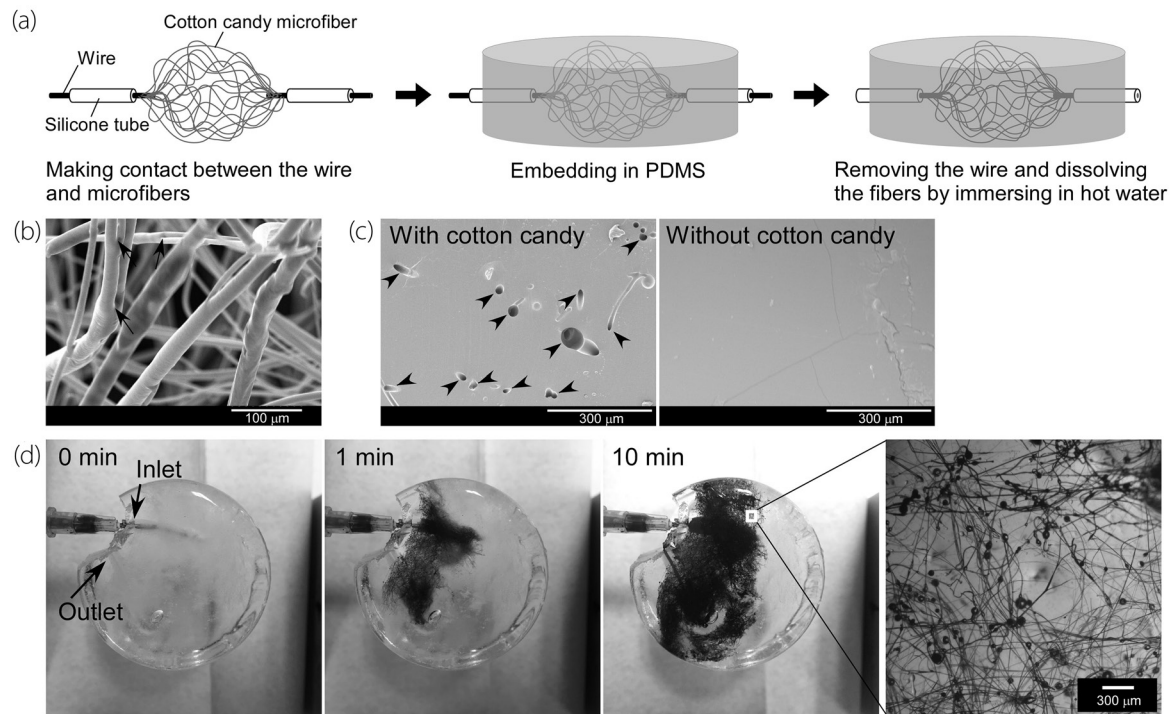 (a)
Cotton candy microfiber
Wire
Silicone tube
Making contact between the wire
and microfibers
Embedding in PDMS
Removing the wire and dissolving
the fibers by immersing in hot water
(b)
100 μm
(c)
With cotton candy
300 μm
Without cotton candy
300 μm
(d)
0 min
Inlet
Outlet
1 min
10 min
300 μm